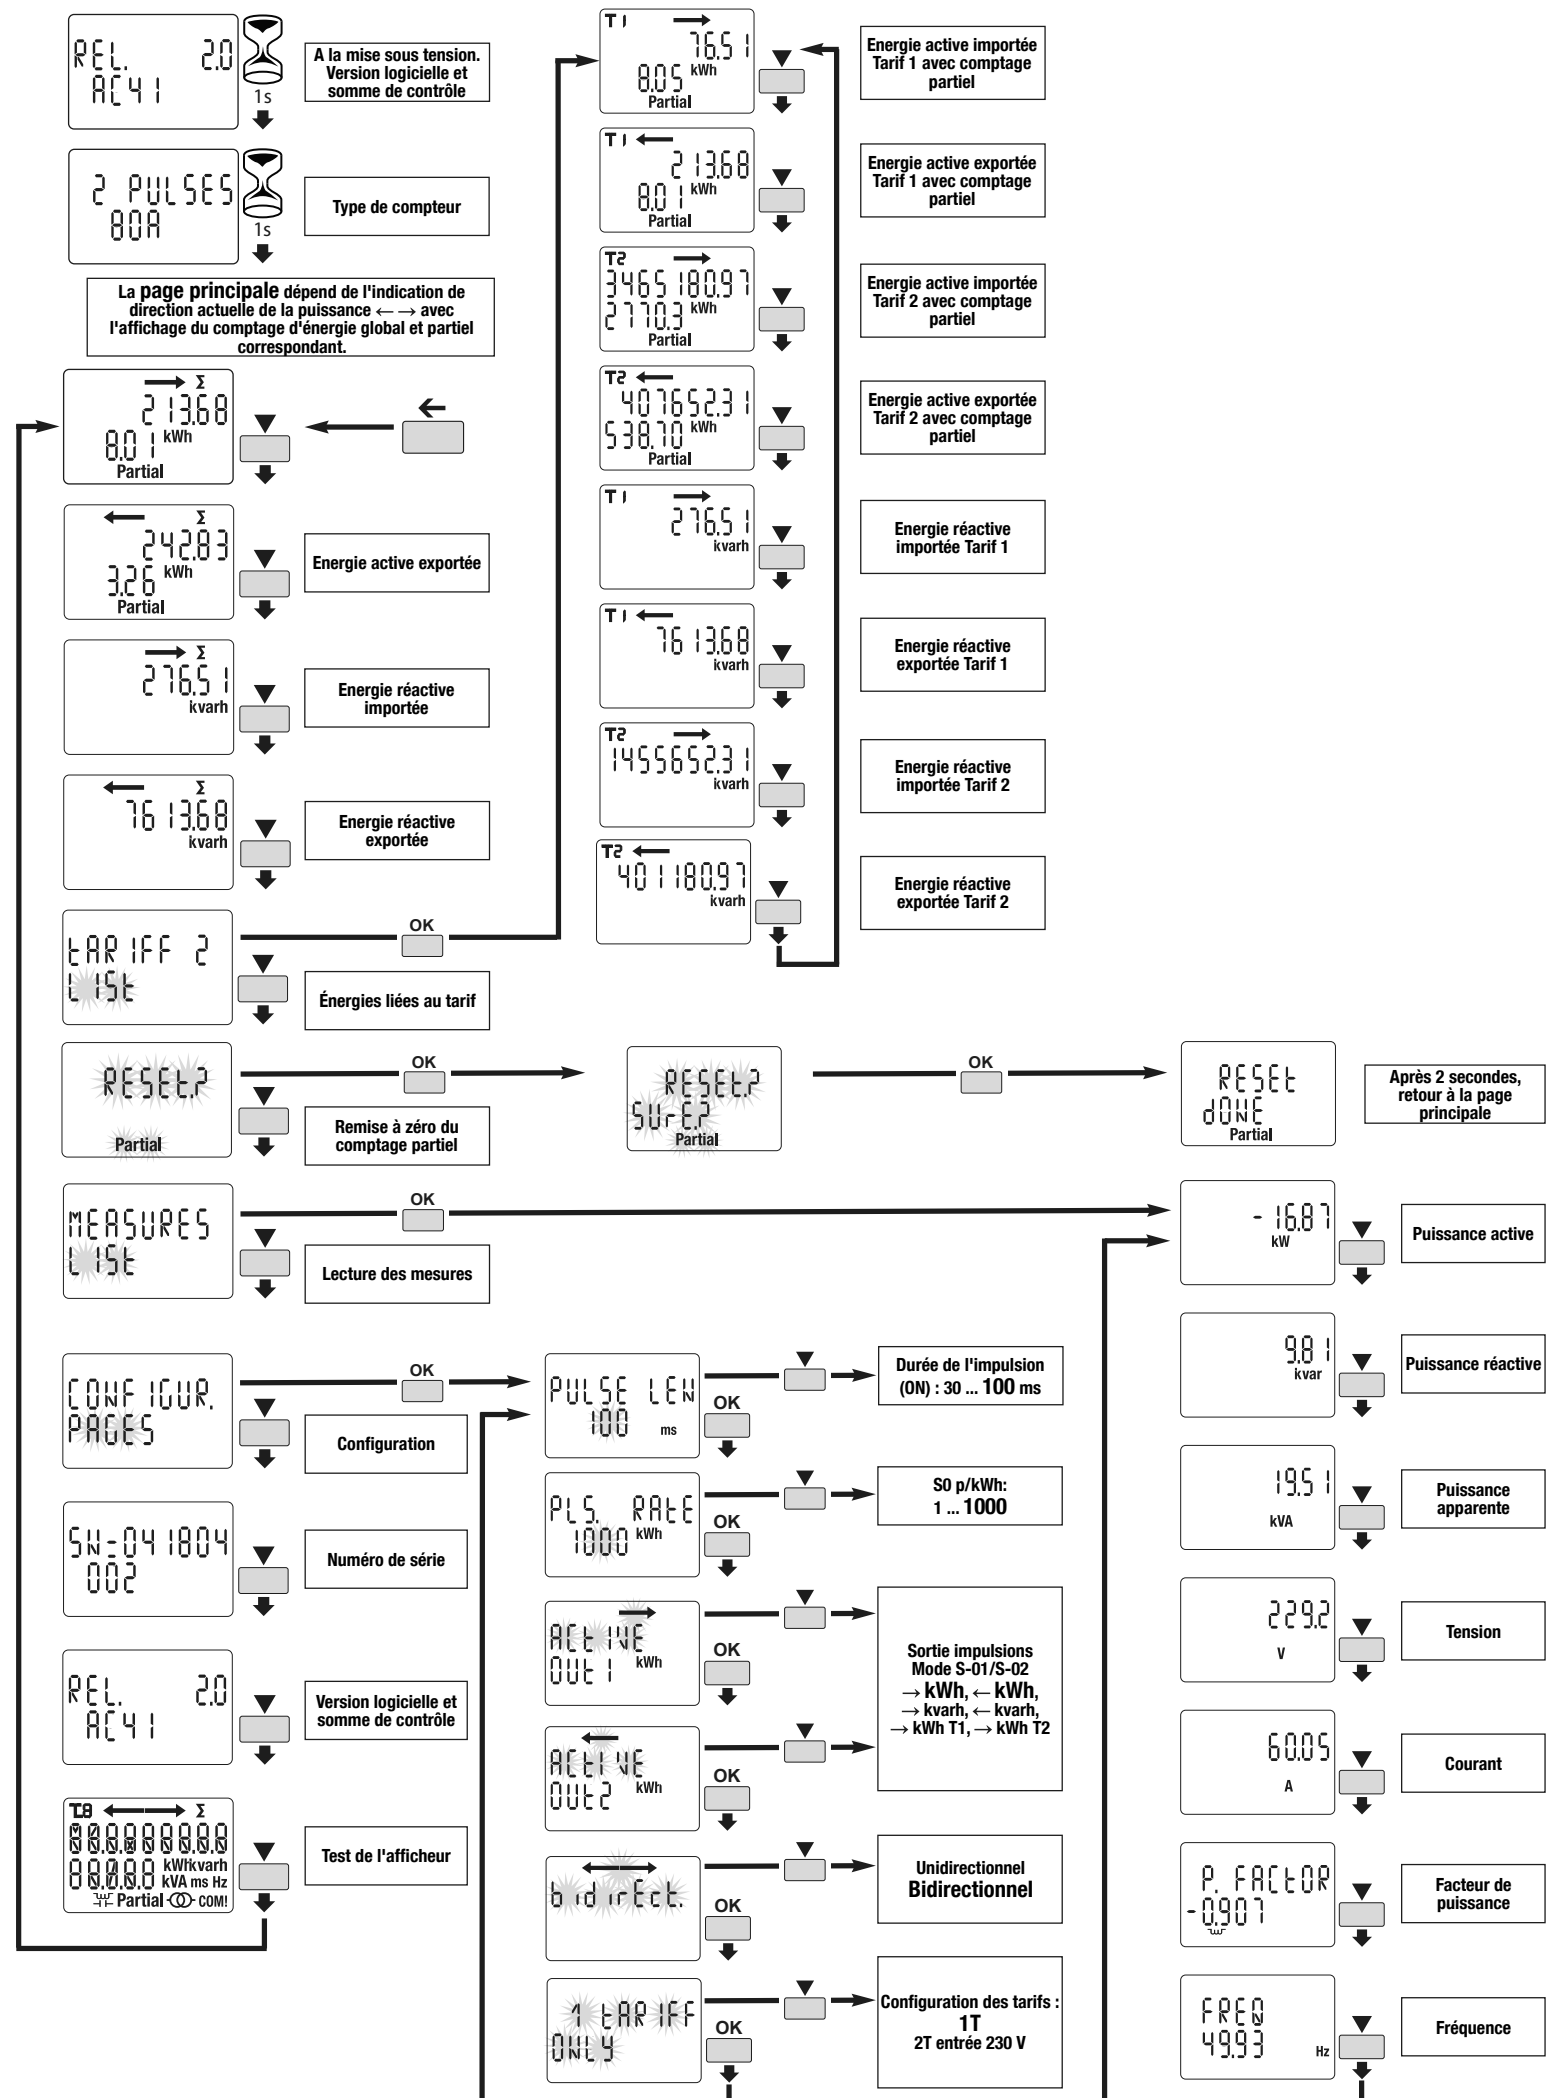 REL. 2.0
AC41
1s
A la mise sous tension.
Version logicielle et
somme de contrôle
2 PULSES
80A
1s
Type de compteur
La page principale dépend de l'indication de
direction actuelle de la puissance ← → avec
l'affichage du comptage d'énergie global et partiel
correspondant.
→ Σ
213.68
8.01 kWh
Partial
←
← Σ
242.83
3.26 kWh
Partial
Energie active exportée
→ Σ
276.51
kvarh
Energie réactive
importée
← Σ
7613.68
kvarh
Energie réactive
exportée
tARIFF 2
LISt
OK
Énergies liées au tarif
T1 →
76.51
8.05 kWh
Partial
Energie active importée
Tarif 1 avec comptage
partiel
T1 ←
213.68
8.01 kWh
Partial
Energie active exportée
Tarif 1 avec comptage
partiel
T2 →
3465180.97
2770.3 kWh
Partial
Energie active importée
Tarif 2 avec comptage
partiel
T2 ←
407652.31
538.70 kWh
Partial
Energie active exportée
Tarif 2 avec comptage
partiel
T1 →
276.51
kvarh
Energie réactive
importée Tarif 1
T1 ←
7613.68
kvarh
Energie réactive
exportée Tarif 1
T2 →
1455652.31
kvarh
Energie réactive
importée Tarif 2
T2 ←
401180.97
kvarh
Energie réactive
exportée Tarif 2
RESEt.?
Partial
OK
Remise à zéro du
comptage partiel
RESEt.?
SUrE.?
Partial
OK
RESEt
dONE
Partial
Après 2 secondes,
retour à la page
principale
MEASURES
LISt
OK
Lecture des mesures
-16.87
kW
Puissance active
9.81
kvar
Puissance réactive
19.51
kVA
Puissance
apparente
229.2
V
Tension
60.05
A
Courant
P. FACtOR
-0.907
Facteur de
puissance
FREQ
49.93 Hz
Fréquence
CONFIGUR.
PAGES
OK
Configuration
PULSE LEN
100 ms
OK
Durée de l'impulsion
(ON) : 30 ... 100 ms
PLS. RAtE
1000 kWh
OK
S0 p/kWh:
1 ... 1000
→
ACtIVE
OUt1 kWh
OK
Sortie impulsions
Mode S-01/S-02
→ kWh, ← kWh,
→ kvarh, ← kvarh,
→ kWh T1, → kWh T2
←
ACtIVE
OUt2 kWh
OK
bidirEct.
OK
Unidirectionnel
Bidirectionnel
1 tARIFF
ONLY
OK
Configuration des tarifs :
1T
2T entrée 230 V
SN=041804
002
Numéro de série
REL. 2.0
AC41
Version logicielle et
somme de contrôle
T.8 ← → Σ
kWhkvarh
kVA ms Hz
Partial COM!
Test de l'afficheur